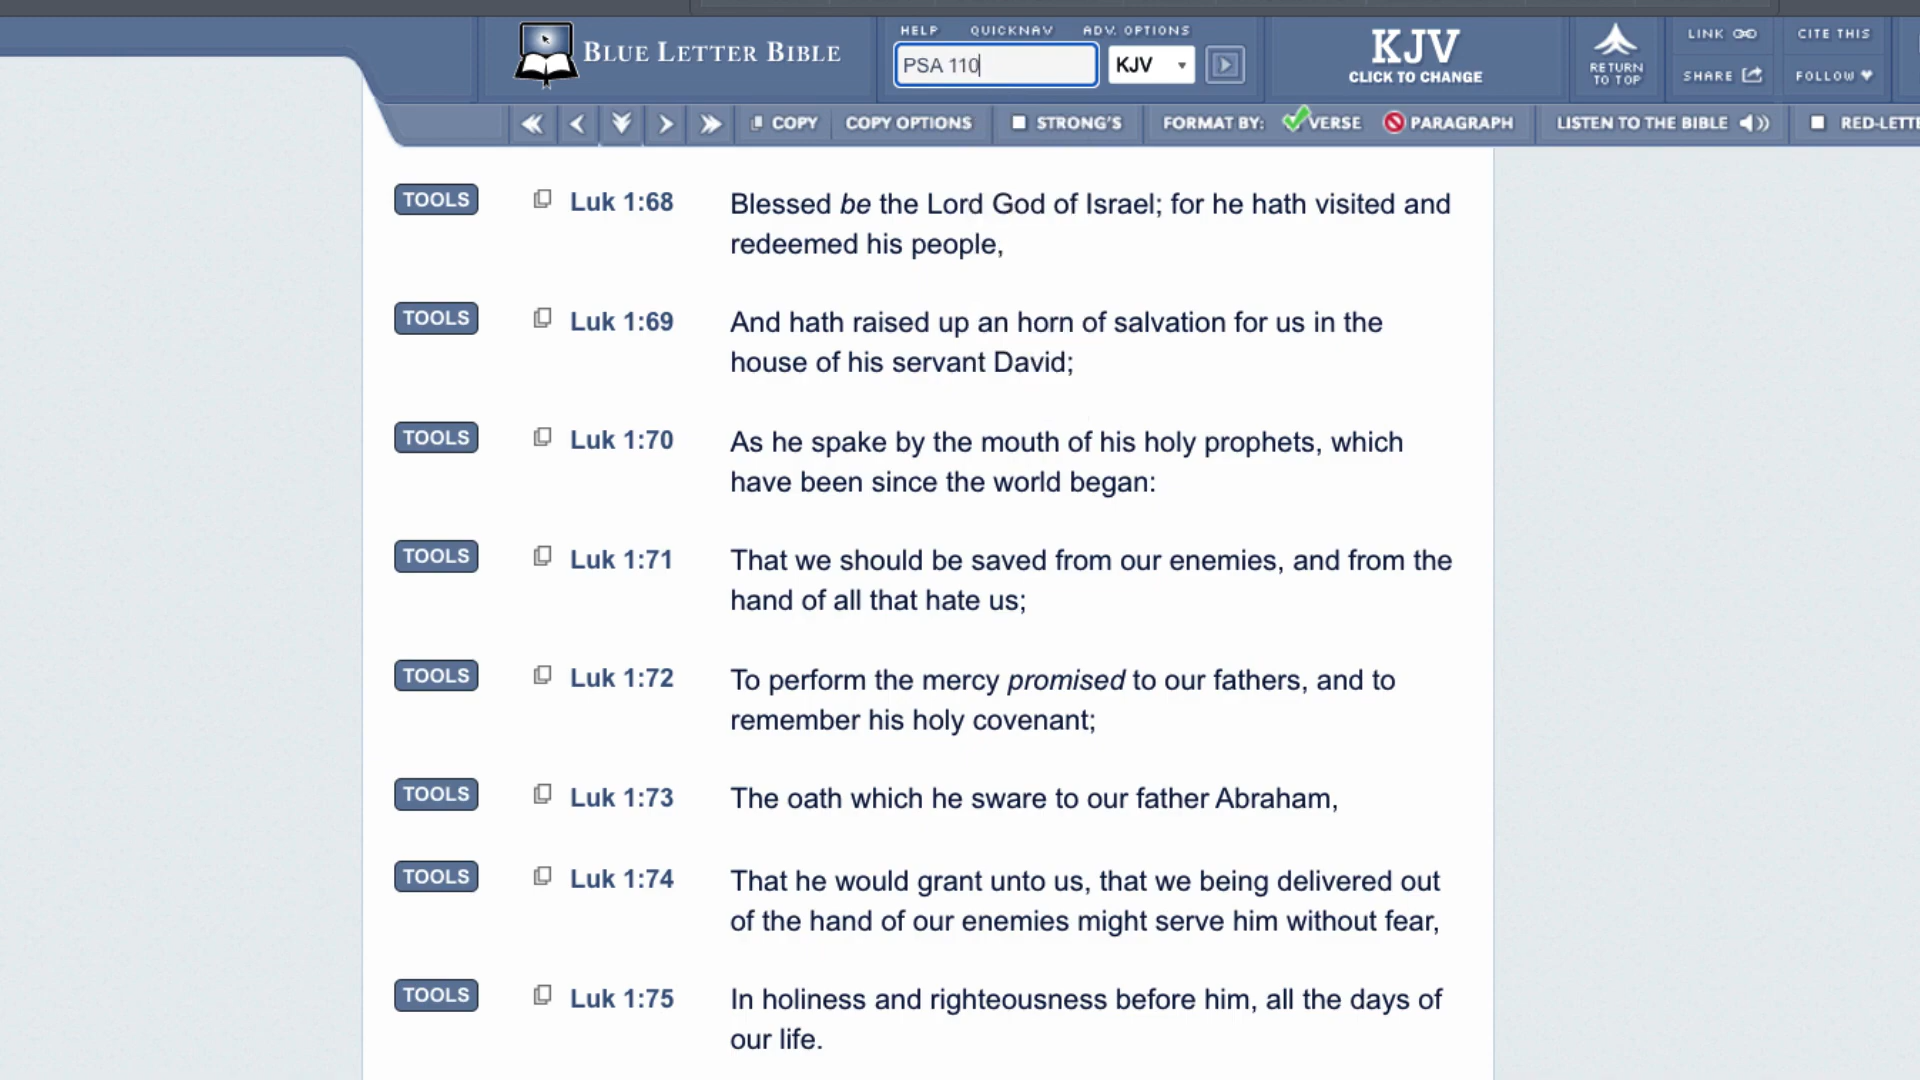 HELP QUICKNAV ADV. OPTIONS
BLUE LETTER BIBLE
PSA 110
KJV
KJV
CLICK TO CHANGE
RETURN
TO TOP
LINK
SHARE
CITE THIS
FOLLOW
COPY COPY OPTIONS STRONG'S FORMAT BY: VERSE PARAGRAPH LISTEN TO THE BIBLE RED-LETTE
TOOLS Luk 1:68 Blessed be the Lord God of Israel; for he hath visited and
redeemed his people,
TOOLS Luk 1:69 And hath raised up an horn of salvation for us in the
house of his servant David;
TOOLS Luk 1:70 As he spake by the mouth of his holy prophets, which
have been since the world began:
TOOLS Luk 1:71 That we should be saved from our enemies, and from the
hand of all that hate us;
TOOLS Luk 1:72 To perform the mercy promised to our fathers, and to
remember his holy covenant;
TOOLS Luk 1:73 The oath which he sware to our father Abraham,
TOOLS Luk 1:74 That he would grant unto us, that we being delivered out
of the hand of our enemies might serve him without fear,
TOOLS Luk 1:75 In holiness and righteousness before him, all the days of
our life.